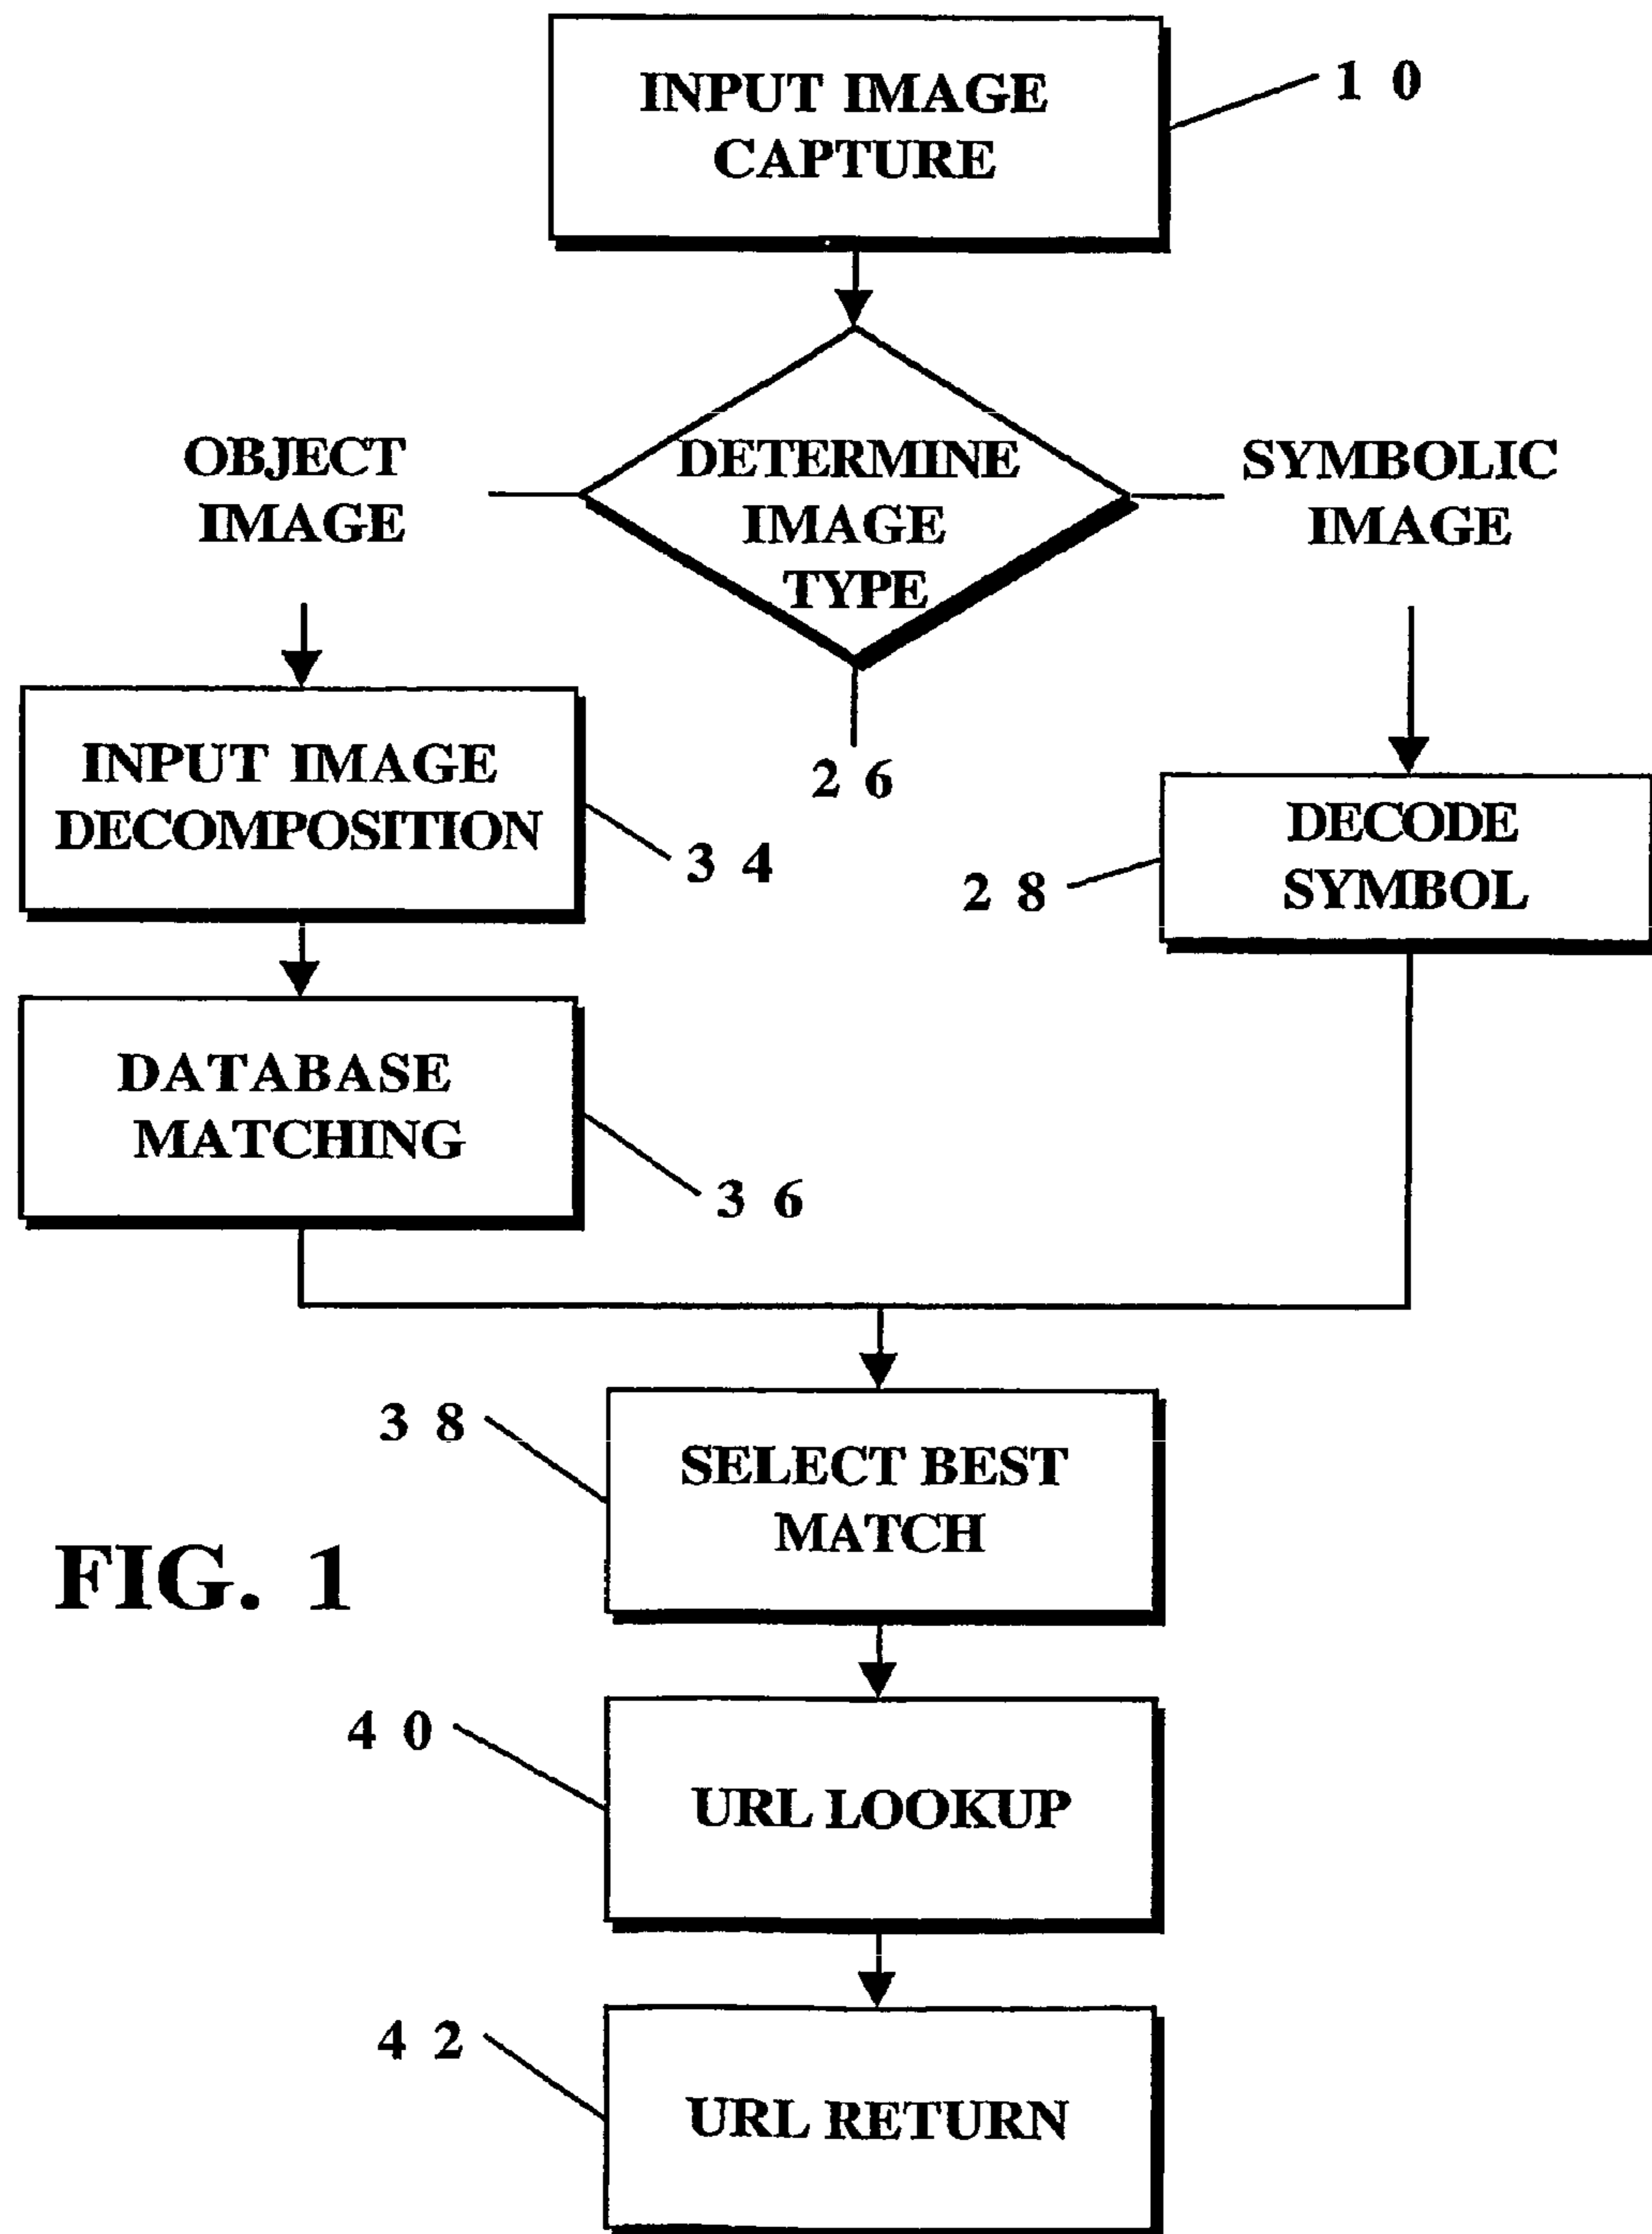 INPUT IMAGE
CAPTURE
1 0
OBJECT
IMAGE
DETERMINE
IMAGE
TYPE
SYMBOLIC
IMAGE
2 6
INPUT IMAGE
DECOMPOSITION
3 4
2 8
DECODE
SYMBOL
DATABASE
MATCHING
3 6
3 8
SELECT BEST
MATCH
FIG. 1
4 0
URL LOOKUP
4 2
URL RETURN